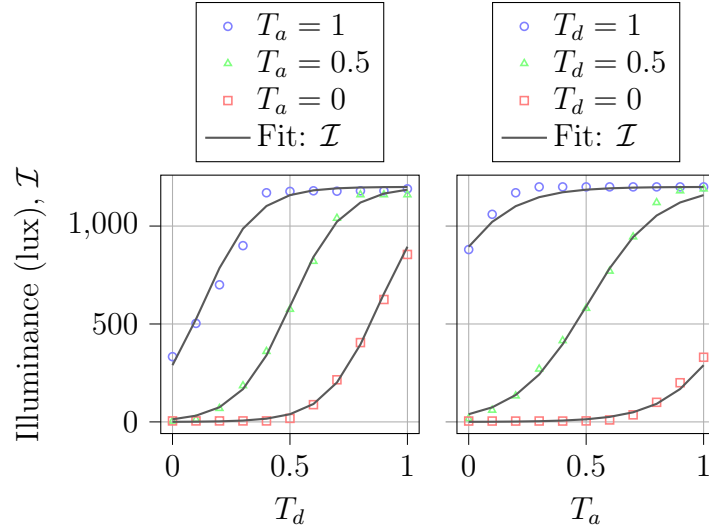 T_a = 1
T_a = 0.5
T_a = 0
Fit: ℐ
T_d = 1
T_d = 0.5
T_d = 0
Fit: ℐ
Illuminance (lux), ℐ
1,000
500
0
0 0.5 1
T_d
0 0.5 1
T_a